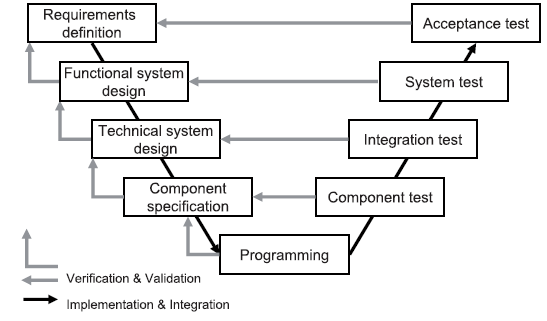 Requirements
definition
Acceptance test
Functional system
design
System test
Technical system
design
Integration test
Component
specification
Component test
Programming
Verification & Validation
Implementation & Integration